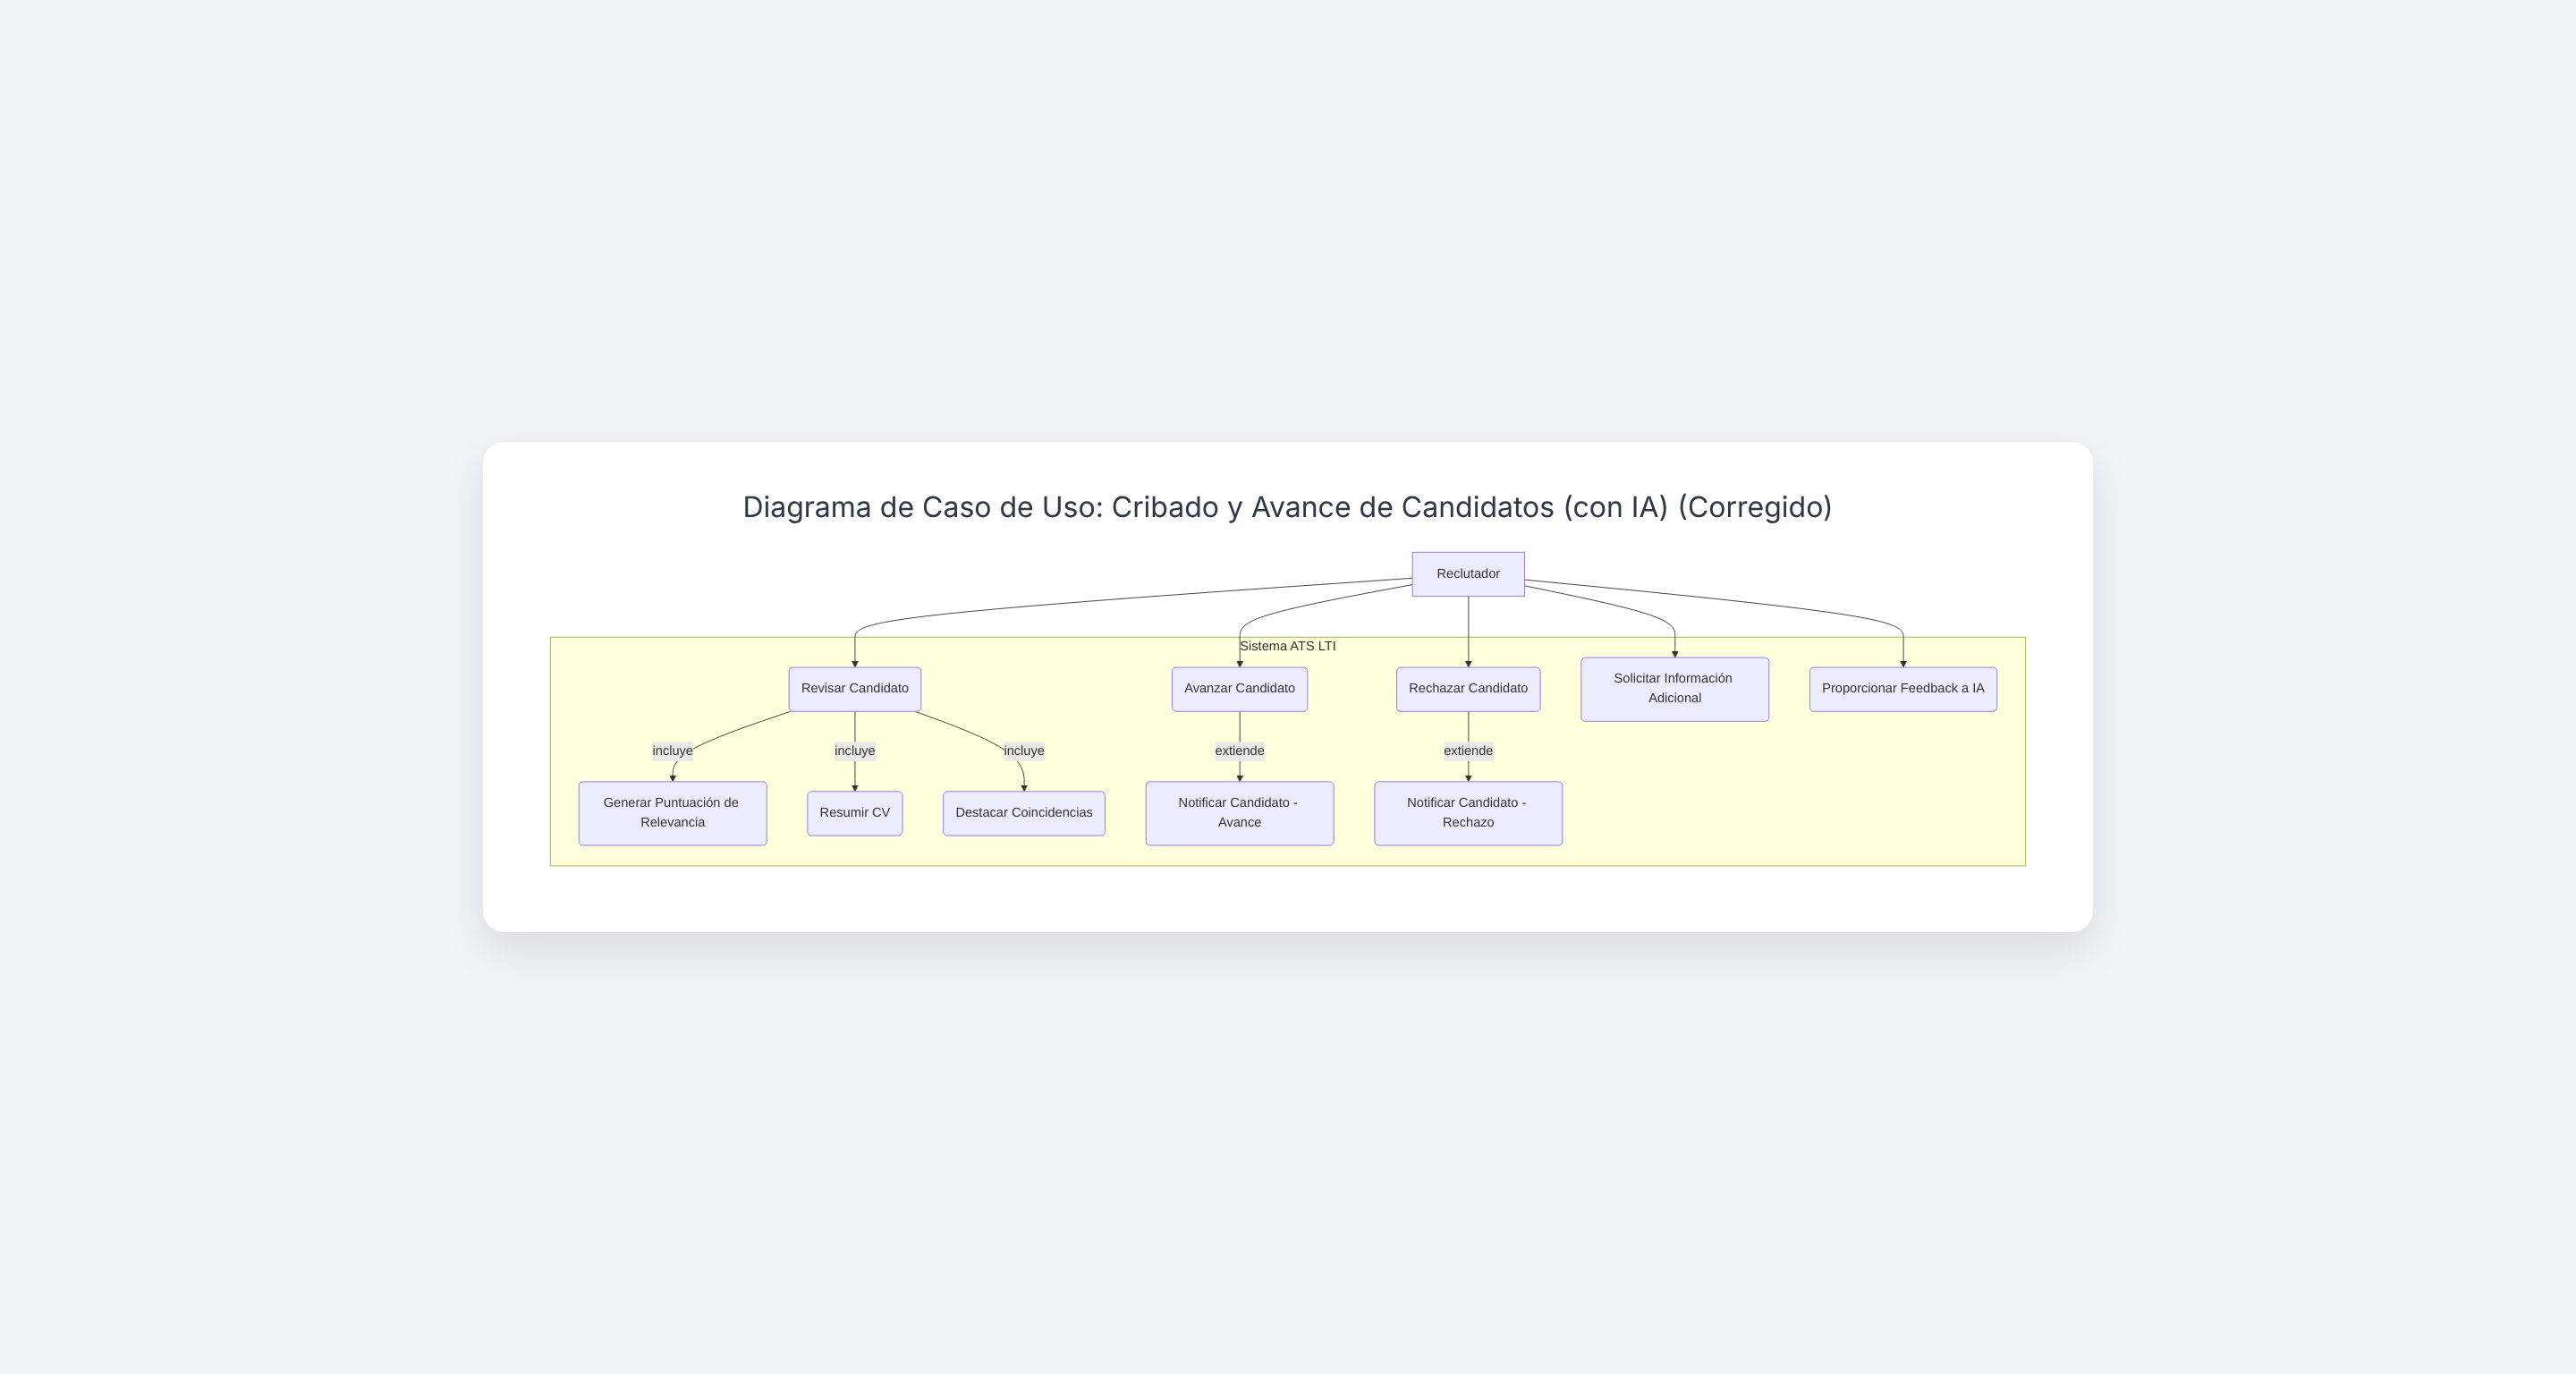 Diagrama de Caso de Uso: Cribado y Avance de Candidatos (con IA) (Corregido)
Reclutador
Sistema ATS LTI
Revisar Candidato
Avanzar Candidato
Rechazar Candidato
Solicitar Información
Adicional
Proporcionar Feedback a IA
incluye
incluye
incluye
extiende
extiende
Generar Puntuación de
Relevancia
Resumir CV
Destacar Coincidencias
Notificar Candidato -
Avance
Notificar Candidato -
Rechazo